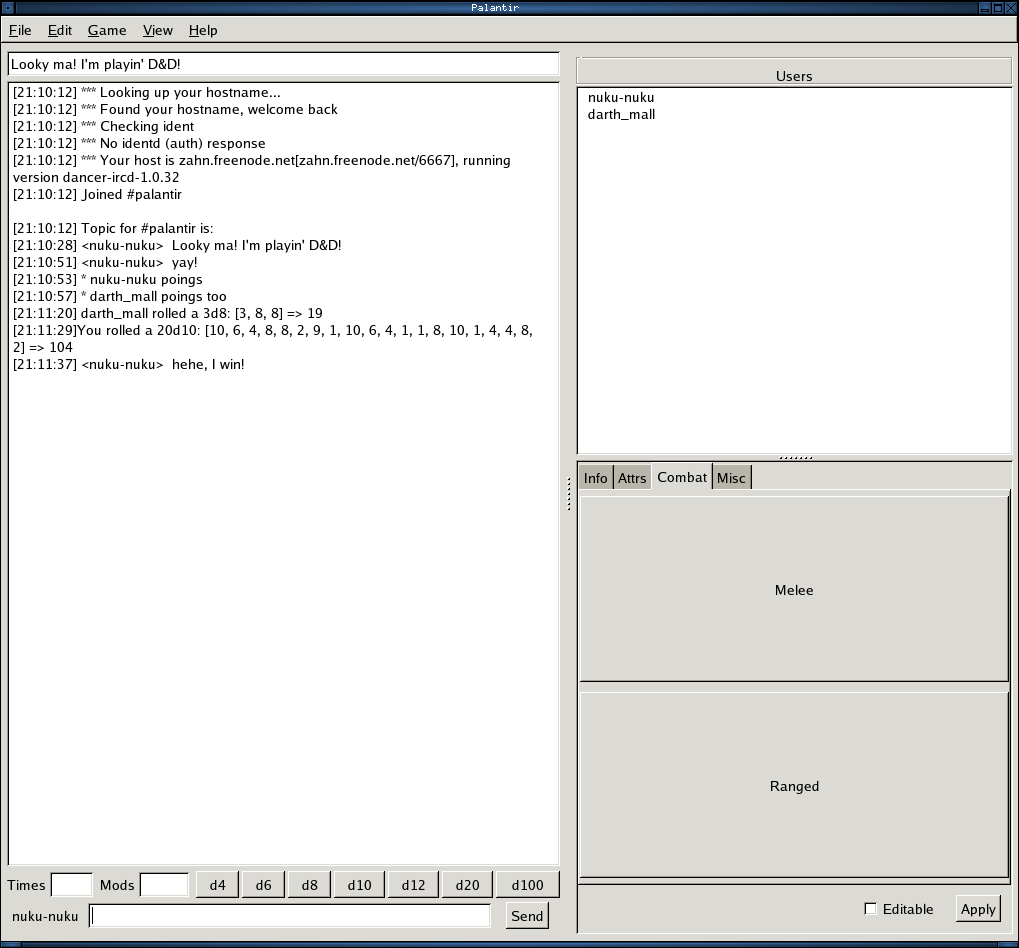 Palantir
File Edit Game View Help
Looky ma! I'm playin' D&D!
[21:10:12] *** Looking up your hostname...
[21:10:12] *** Found your hostname, welcome back
[21:10:12] *** Checking ident
[21:10:12] *** No identd (auth) response
[21:10:12] *** Your host is zahn.freenode.net[zahn.freenode.net/6667], running
version dancer-ircd-1.0.32
[21:10:12] Joined #palantir
[21:10:12] Topic for #palantir is:
[21:10:28] <nuku-nuku>  Looky ma! I'm playin' D&D!
[21:10:51] <nuku-nuku>  yay!
[21:10:53] * nuku-nuku poings
[21:10:57] * darth_mall poings too
[21:11:20] darth_mall rolled a 3d8: [3, 8, 8] => 19
[21:11:29]You rolled a 20d10: [10, 6, 4, 8, 8, 2, 9, 1, 10, 6, 4, 1, 1, 8, 10, 1, 4, 4, 8,
2] => 104
[21:11:37] <nuku-nuku>  hehe, I win!
Times Mods d4 d6 d8 d10 d12 d20 d100
nuku-nuku Send
Users
nuku-nuku
darth_mall
Info Attrs Combat Misc
Melee
Ranged
Editable Apply